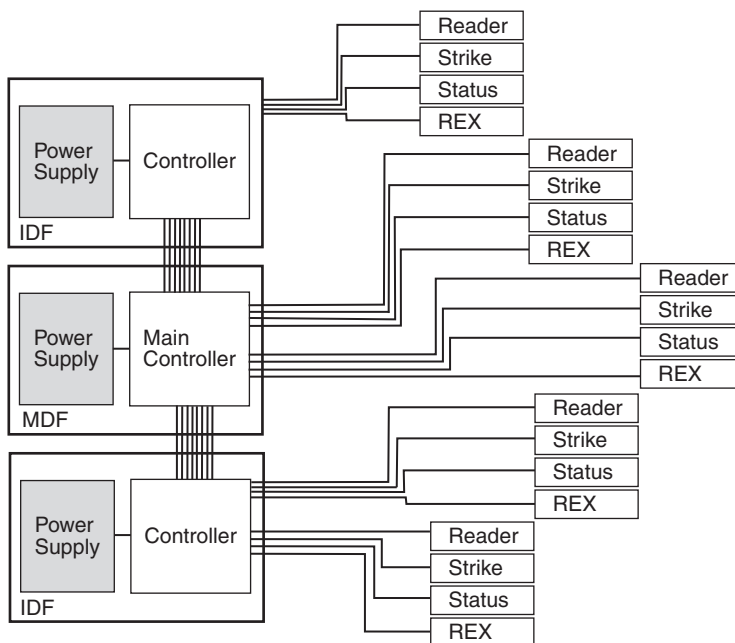 Reader
Strike
Status
REX
Power
Supply
Controller
IDF
Reader
Strike
Status
REX
Reader
Strike
Status
REX
Power
Supply
Main
Controller
MDF
Reader
Strike
Status
REX
Power
Supply
Controller
IDF
Reader
Strike
Status
REX